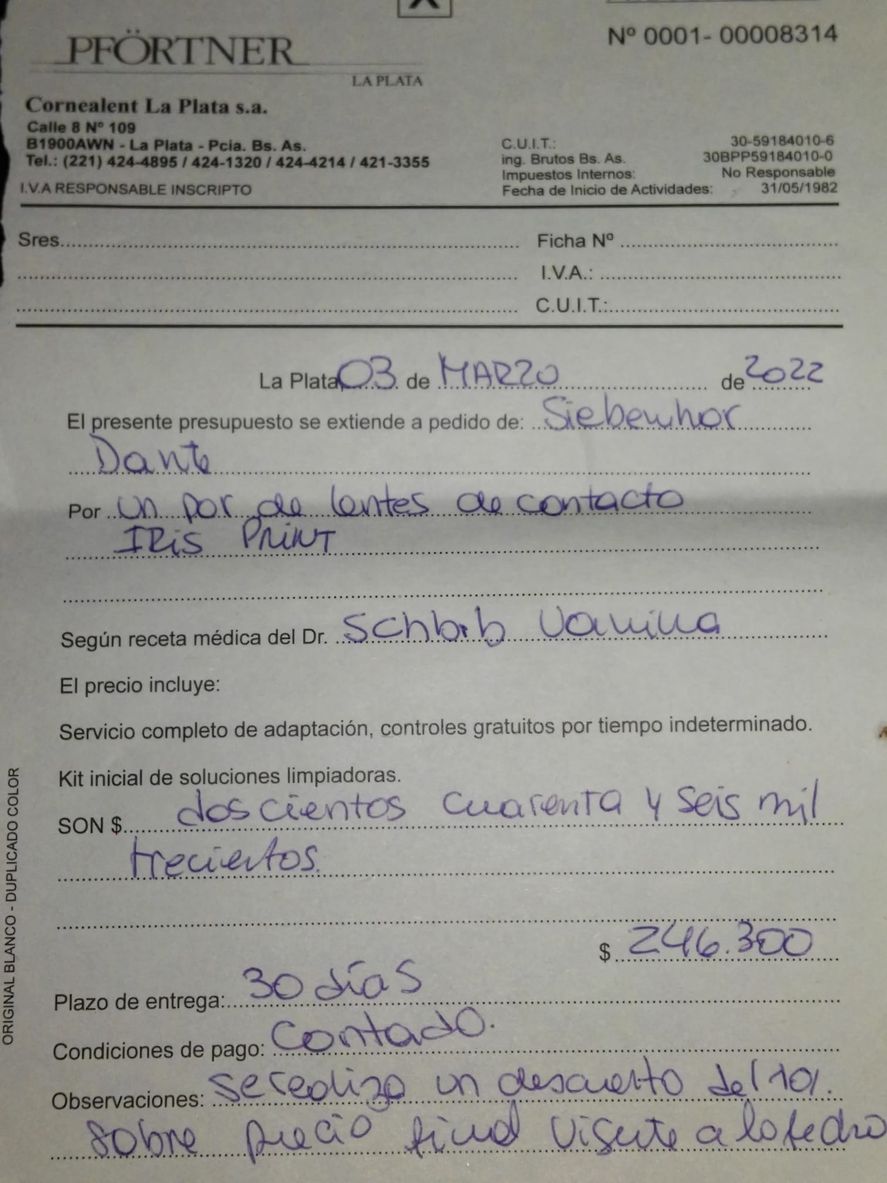 X
PFÖRTNER
LA PLATA
Nº 0001- 00008314
Cornealent La Plata s.a.
Calle 8 Nº 109
B1900AWN - La Plata - Pcia. Bs. As.
Tel.: (221) 424-4895 / 424-1320 / 424-4214 / 421-3355
I.V.A RESPONSABLE INSCRIPTO
C.U.I.T.: 30-59184010-6
ing. Brutos Bs. As. 30BPP59184010-0
Impuestos Internos: No Responsable
Fecha de Inicio de Actividades: 31/05/1982
Sres.
Ficha Nº
I.V.A.:
C.U.I.T.:
La Plata 03 de MARZO de 2022
El presente presupuesto se extiende a pedido de: Siebenhor
Dante
Por un par de lentes de contacto
IRis PRiNT
Según receta médica del Dr. Schbib Vanina
El precio incluye:
Servicio completo de adaptación, controles gratuitos por tiempo indeterminado.
Kit inicial de soluciones limpiadoras.
SON $ doscientos cuarenta y seis mil
trecientos.
$ 246.300
Plazo de entrega: 30 días
Condiciones de pago: Contado.
Observaciones: se realizo un descuento del 10%.
sobre precio final Vigente a la fecha
ORIGINAL BLANCO - DUPLICADO COLOR